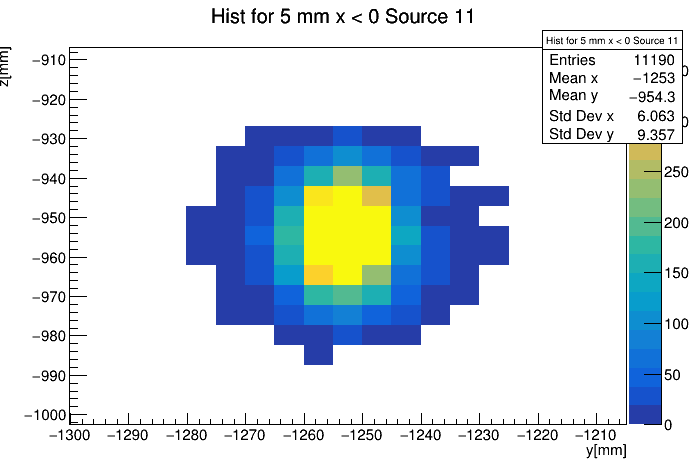 Hist for 5 mm x < 0 Source 11
Hist for 5 mm x < 0 Source 11
Entries 11190
Mean x −1253
Mean y −954.3
Std Dev x 6.063
Std Dev y 9.357
z[mm]
−910
−920
−930
−940
−950
−960
−970
−980
−990
−1000
−1300 −1290 −1280 −1270 −1260 −1250 −1240 −1230 −1220 −1210
y[mm]
250
200
150
100
50
0